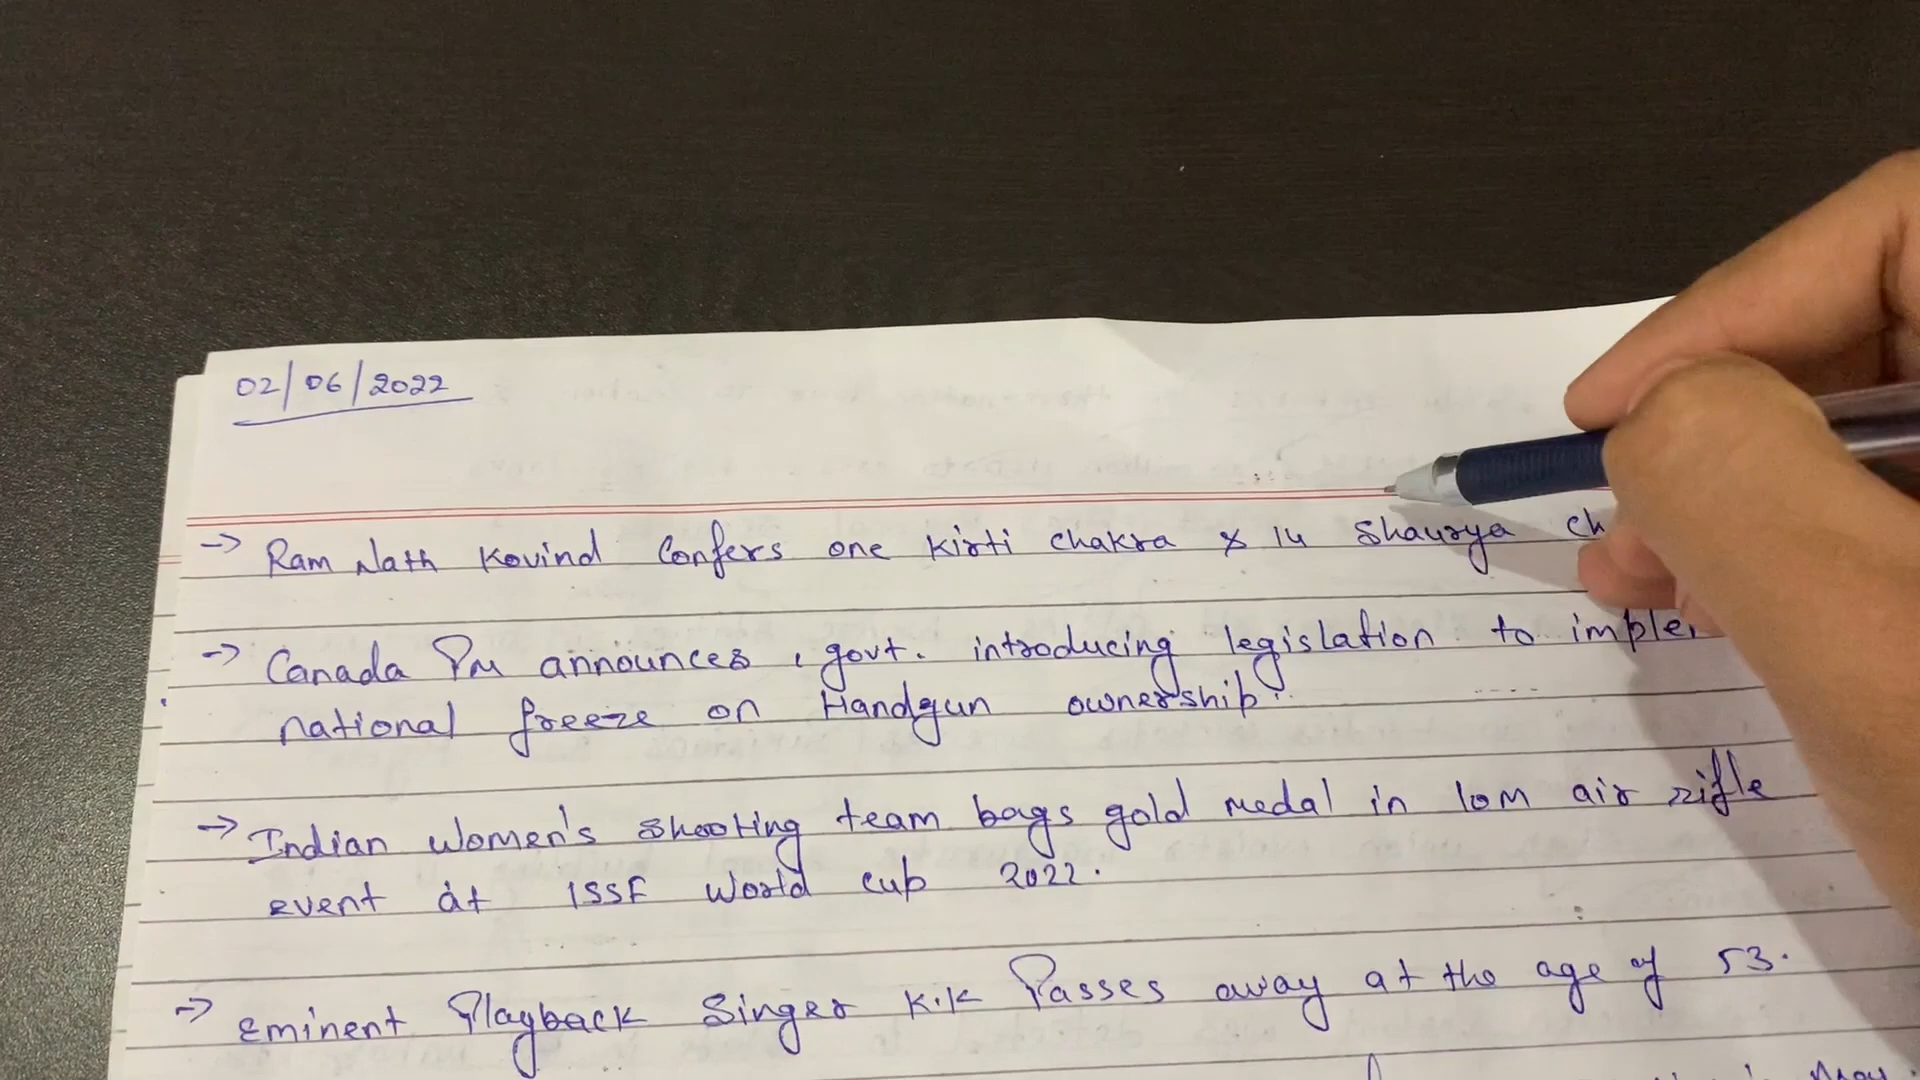 02/06/2022
→ Ram Nath Kovind Confers one Kirti Chakra & 14 Shaurya Ch
→ Canada PM announces, govt. introducing legislation to imple
national freeze on Handgun ownership.
→ Indian Women's Shooting team bags gold medal in 10M air rifle
event at ISSF World Cup 2022.
→ Eminent Playback Singer K.K Passes away at the age of 53.